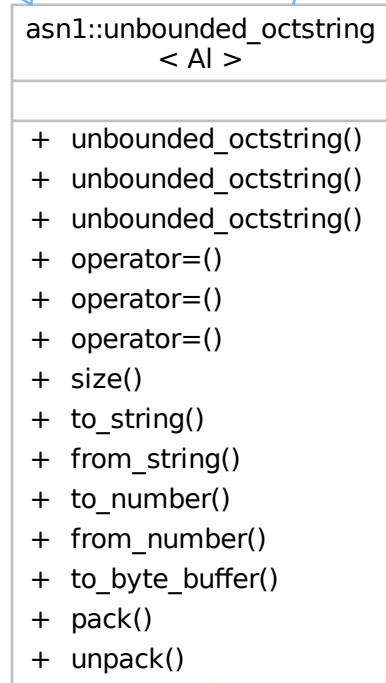 asn1::unbounded_octstring
< Al >
+ unbounded_octstring()
+ unbounded_octstring()
+ unbounded_octstring()
+ operator=()
+ operator=()
+ operator=()
+ size()
+ to_string()
+ from_string()
+ to_number()
+ from_number()
+ to_byte_buffer()
+ pack()
+ unpack()